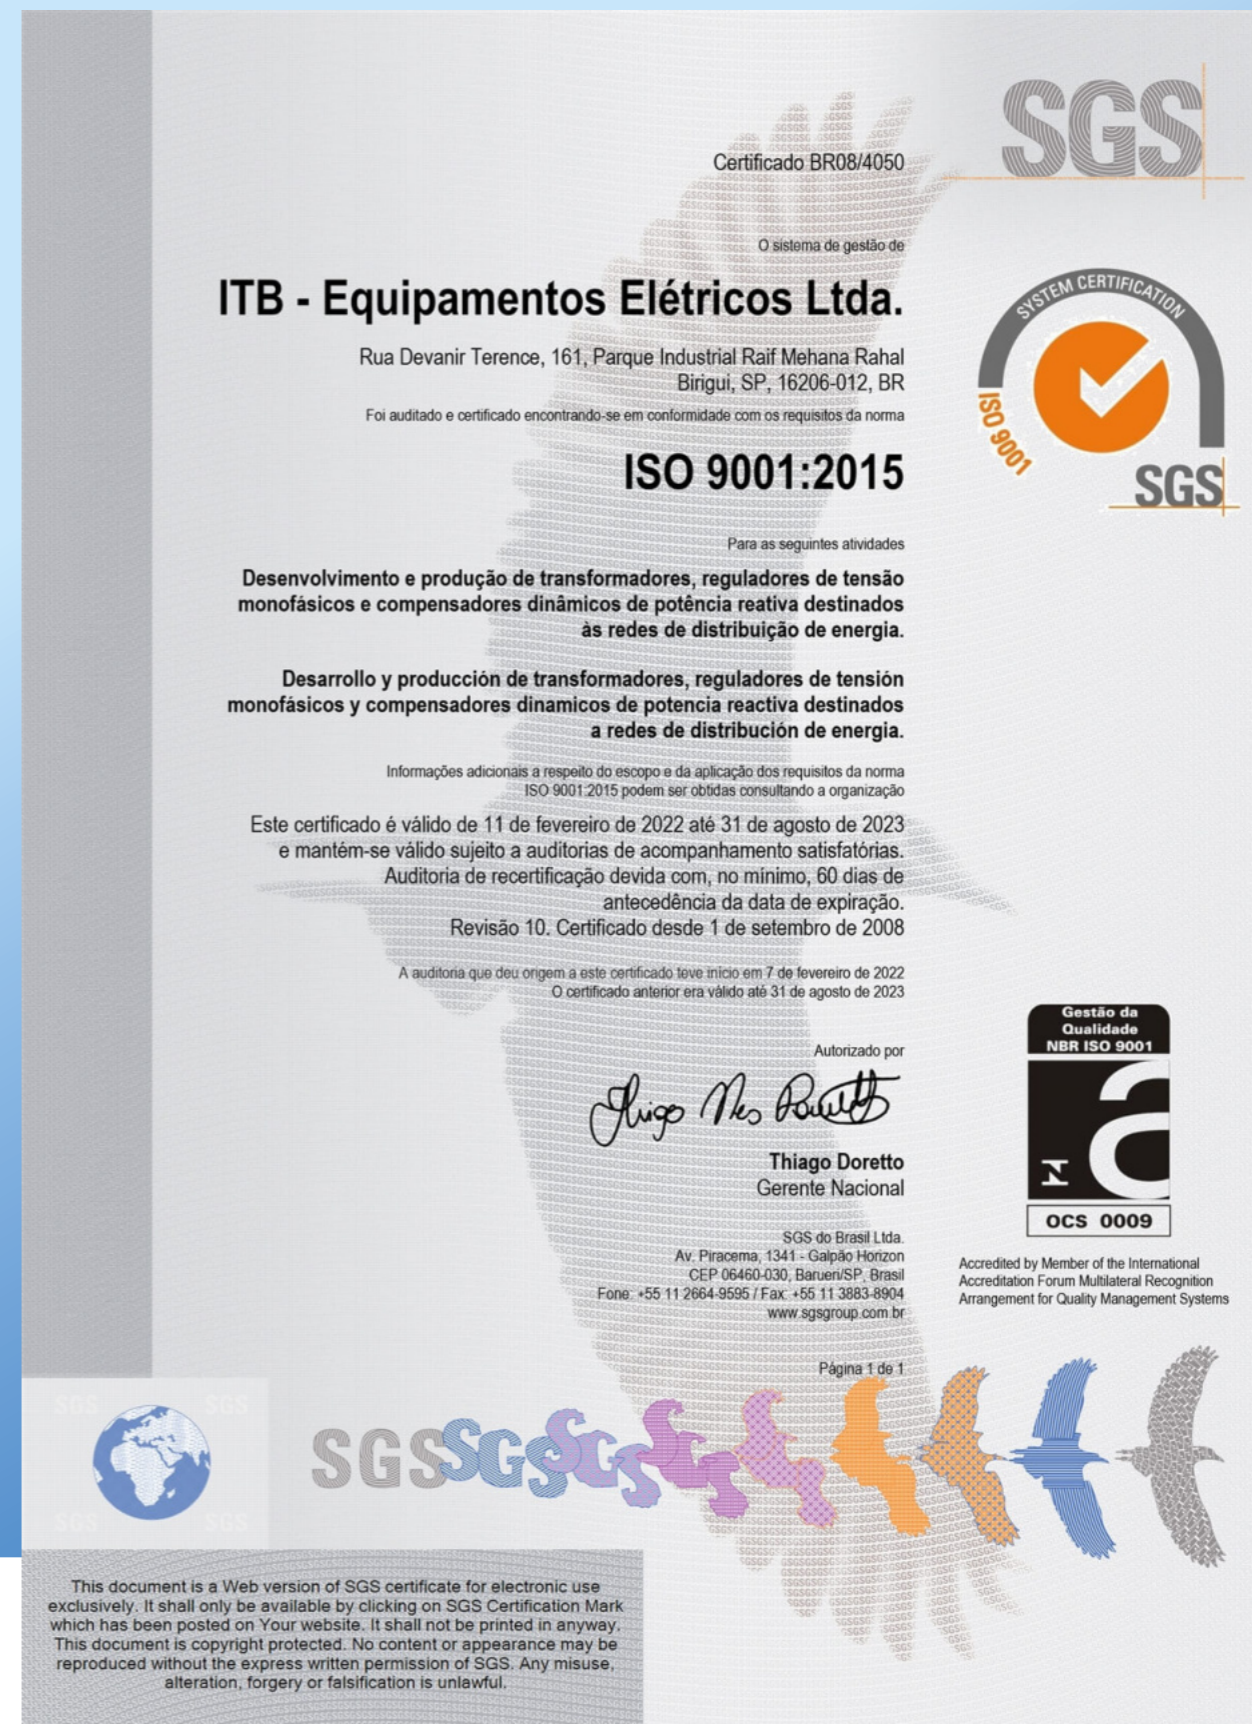 SGS
Certificado BR08/4050
O sistema de gestão de
ITB - Equipamentos Elétricos Ltda.
Rua Devanir Terence, 161, Parque Industrial Raif Mehana Rahal
Birigui, SP, 16206-012, BR
Foi auditado e certificado encontrando-se em conformidade com os requisitos da norma
ISO 9001:2015
SYSTEM CERTIFICATION
ISO 9001
SGS
Para as seguintes atividades
Desenvolvimento e produção de transformadores, reguladores de tensão
monofásicos e compensadores dinâmicos de potência reativa destinados
às redes de distribuição de energia.
Desarrollo y producción de transformadores, reguladores de tensión
monofásicos y compensadores dinamicos de potencia reactiva destinados
a redes de distribución de energia.
Informações adicionais a respeito do escopo e da aplicação dos requisitos da norma
ISO 9001:2015 podem ser obtidas consultando a organização
Este certificado é válido de 11 de fevereiro de 2022 até 31 de agosto de 2023
e mantém-se válido sujeito a auditorias de acompanhamento satisfatórias.
Auditoria de recertificação devida com, no mínimo, 60 dias de
antecedência da data de expiração.
Revisão 10. Certificado desde 1 de setembro de 2008
A auditoria que deu origem a este certificado teve início em 7 de fevereiro de 2022
O certificado anterior era válido até 31 de agosto de 2023
Autorizado por
Thiago Doretto
Gerente Nacional
SGS do Brasil Ltda.
Av. Piracema, 1341 - Galpão Horizon
CEP 06460-030, Barueri/SP, Brasil
Fone: +55 11 2664-9595 / Fax: +55 11 3883-8904
www.sgsgroup.com.br
Página 1 de 1
Gestão da
Qualidade
NBR ISO 9001
OCS 0009
Accredited by Member of the International
Accreditation Forum Multilateral Recognition
Arrangement for Quality Management Systems
SGS SGS
SGS SGS
SGS SGS SGS
This document is a Web version of SGS certificate for electronic use
exclusively. It shall only be available by clicking on SGS Certification Mark
which has been posted on Your website. It shall not be printed in anyway.
This document is copyright protected. No content or appearance may be
reproduced without the express written permission of SGS. Any misuse,
alteration, forgery or falsification is unlawful.